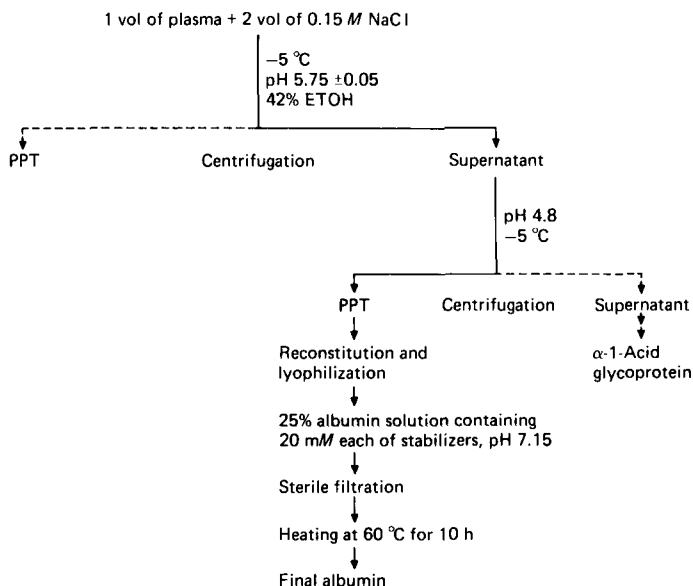 1 vol of plasma + 2 vol of 0.15 M NaCl
−5 °C
pH 5.75 ±0.05
42% ETOH
PPT
Centrifugation
Supernatant
pH 4.8
−5 °C
PPT
Centrifugation
Supernatant
Reconstitution and
lyophilization
α-1-Acid
glycoprotein
25% albumin solution containing
20 mM each of stabilizers, pH 7.15
Sterile filtration
Heating at 60 °C for 10 h
Final albumin